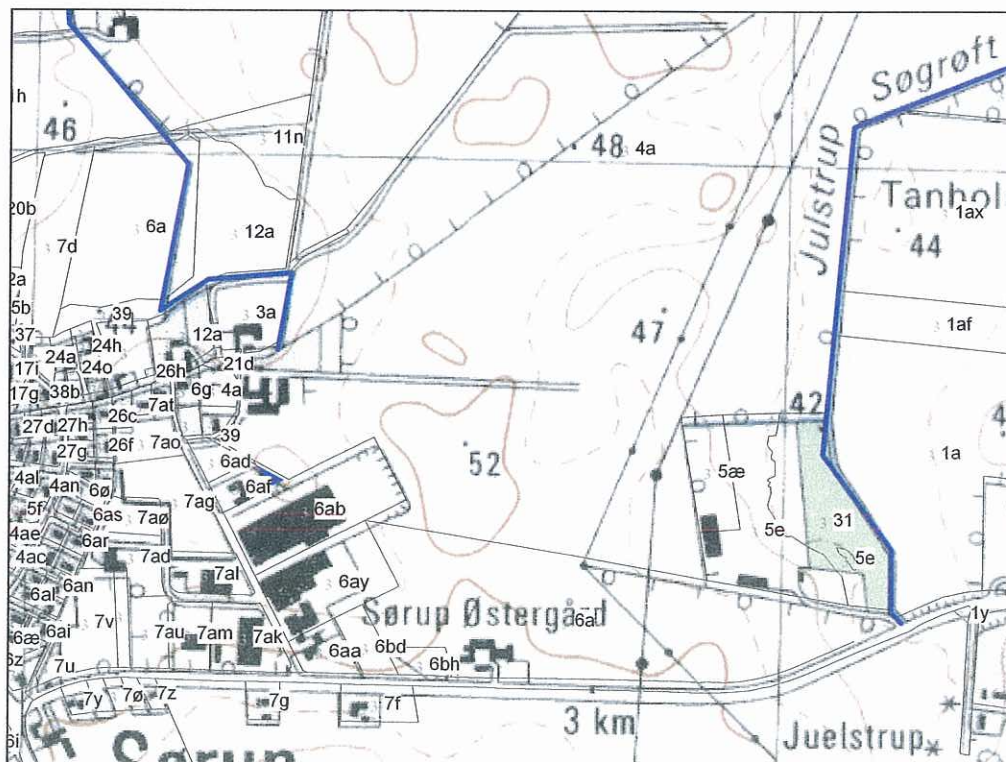 Søgrøft
1h
46
11n
48
4a
Julstrup
Tanhol
1ax
20b
7d
6a
12a
44
2a
5b
39
3a
47
1af
37
24h
12a
24a
17i
24o
26h
21d
6g
4a
17g
38b
7at
42
26c
27d
27h
7ao
39
26f
27g
52
5æ
1a
6ad
4al
4an
6ø
6af
7ag
5f
6as
7aø
6ab
31
4ae
6ar
5e
4ac
7ad
5e
6an
7al
6ay
6al
Sørup Østergård
6a
1y
7v
6æ
6ai
7au
7am
7ak
6aa
6bd
6bh
6z
7u
7y
7ø
7z
7g
7f
3 km
6i
Juelstrup
Sørup